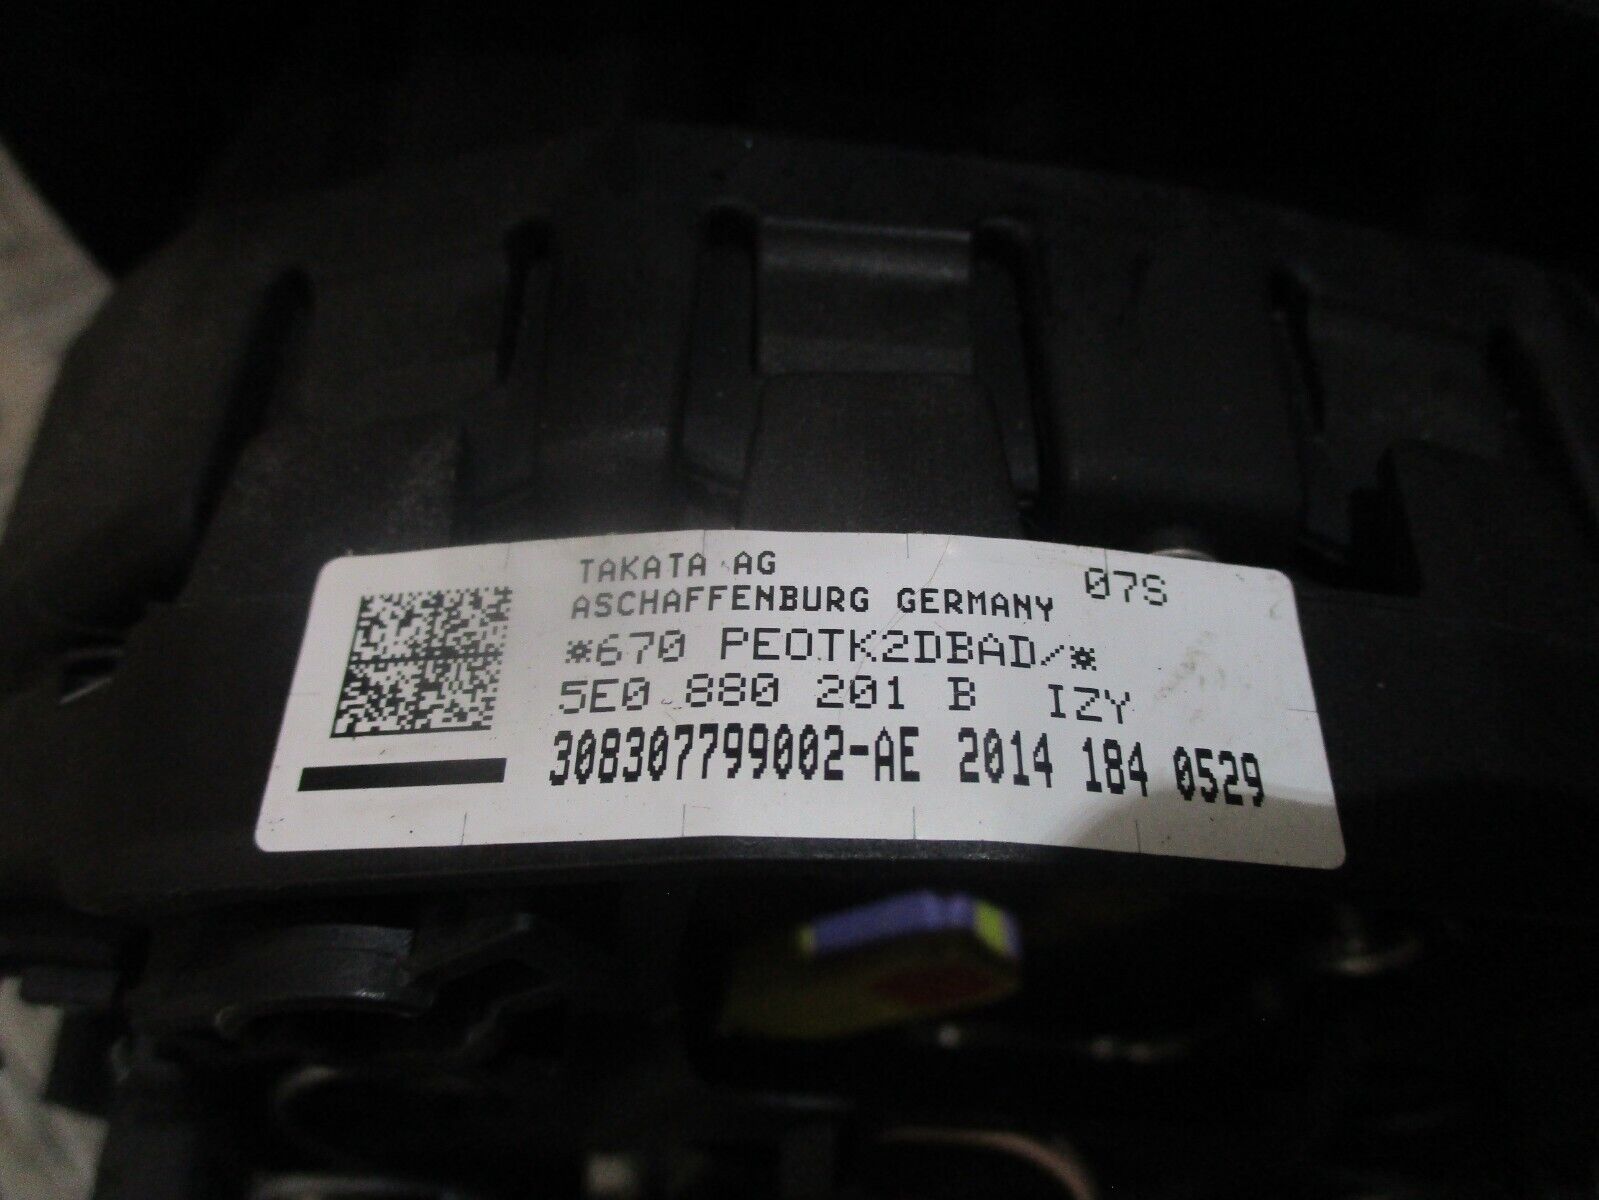 TAKATA AG
ASCHAFFENBURG GERMANY 07S
*670 PEOTK2DBAD/*
5E0 880 201 B IZY
308307799002-AE 2014 184 0529